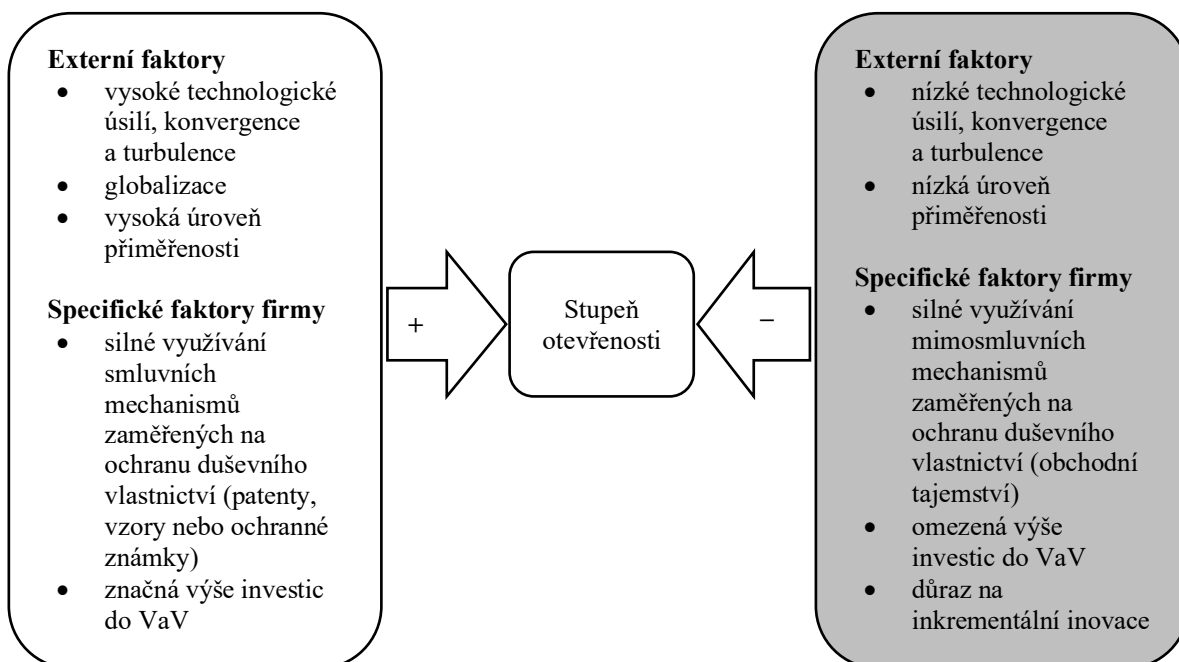 Externí faktory
• vysoké technologické
úsilí, konvergence
a turbulence
• globalizace
• vysoká úroveň
přiměřenosti
Specifické faktory firmy
• silné využívání
smluvních
mechanismů
zaměřených na
ochranu duševního
vlastnictví (patenty,
vzory nebo ochranné
známky)
• značná výše investic
do VaV
+
Stupeň
otevřenosti
−
Externí faktory
• nízké technologické
úsilí, konvergence
a turbulence
• nízká úroveň
přiměřenosti
Specifické faktory firmy
• silné využívání
mimosmluvních
mechanismů
zaměřených na
ochranu duševního
vlastnictví (obchodní
tajemství)
• omezená výše
investic do VaV
• důraz na
inkrementální inovace